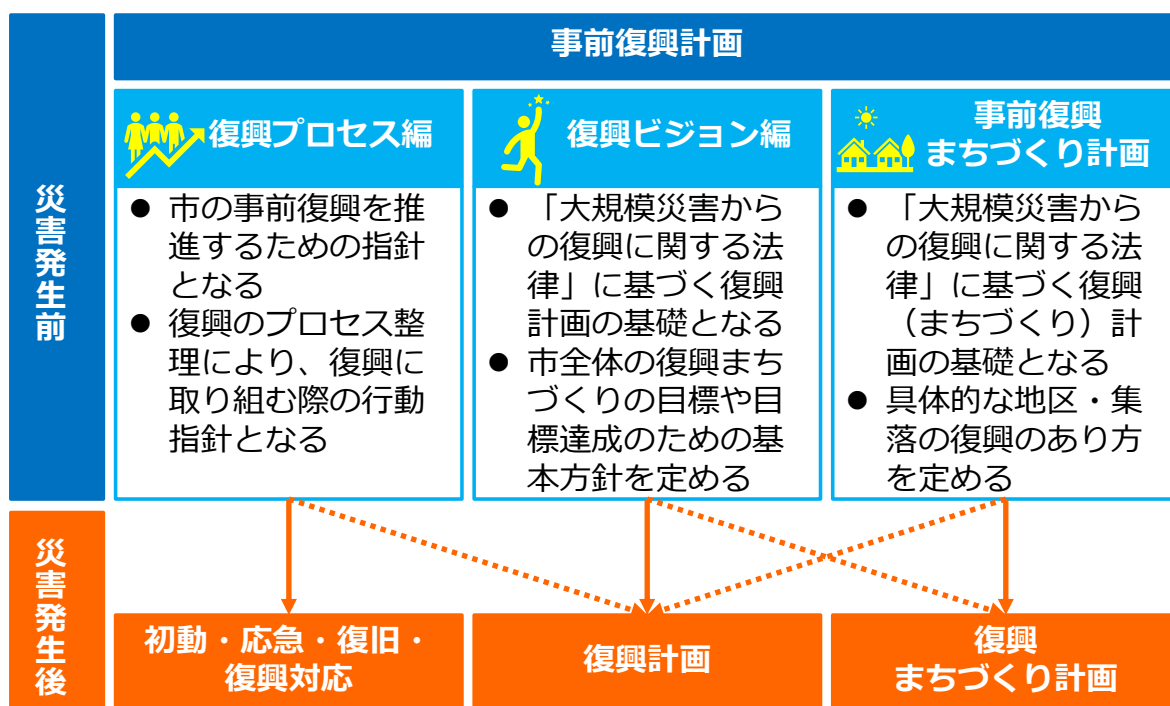 災害発生前
事前復興計画
復興プロセス編
● 市の事前復興を推
進するための指針
となる
● 復興のプロセス整
理により、復興に
取り組む際の行動
指針となる
復興ビジョン編
● 「大規模災害から
の復興に関する法
律」に基づく復興
計画の基礎となる
● 市全体の復興まち
づくりの目標や目
標達成のための基
本方針を定める
事前復興
まちづくり計画
● 「大規模災害から
の復興に関する法
律」に基づく復興
（まちづくり）計
画の基礎となる
● 具体的な地区・集
落の復興のあり方
を定める
災害発生後
初動・応急・復旧・
復興対応
復興計画
復興
まちづくり計画